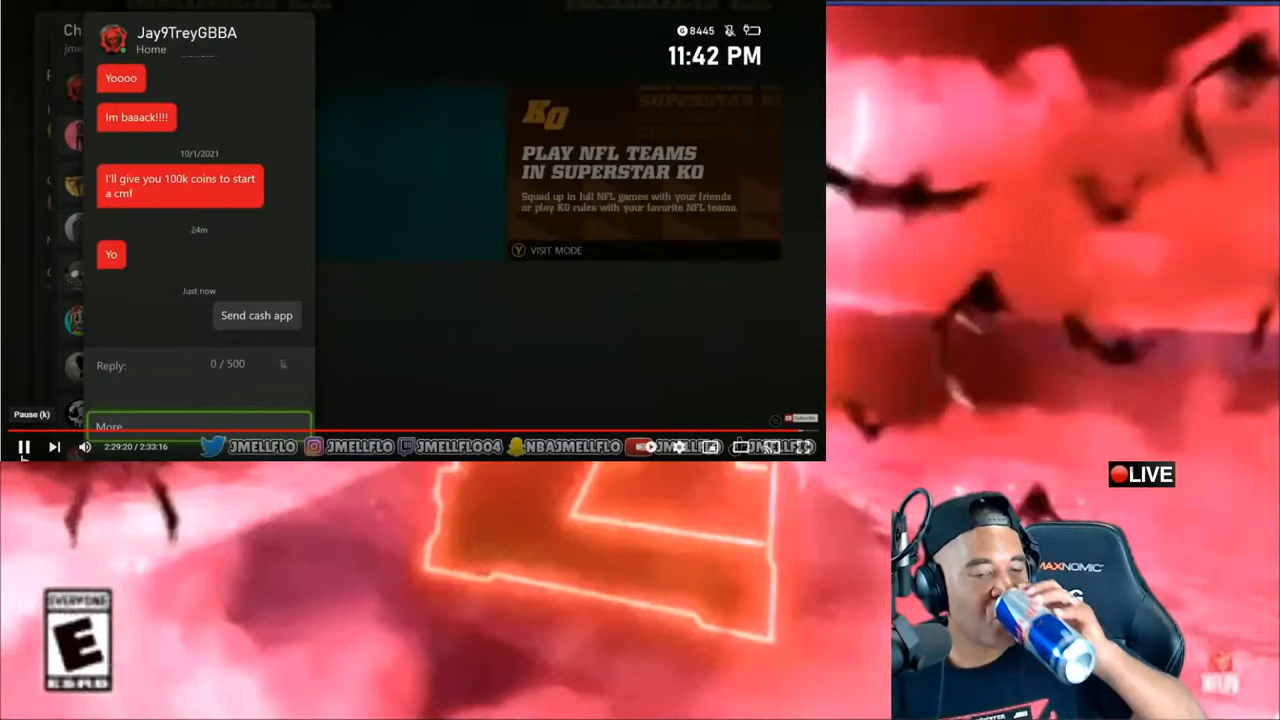 Ch
jme
Jay9TreyGBBA
Home
Yoooo
Im baaack!!!!
10/1/2021
I'll give you 100k coins to start
a cmf
24m
Yo
Just now
Send cash app
Reply:
0 / 500
More
G 8445
11:42 PM
KO
PLAY NFL TEAMS
IN SUPERSTAR KO
Squad up in full NFL games with your friends
or play KO rules with your favorite NFL teams.
Y VISIT MODE
Pause (k)
2:29:20 / 2:33:16
JMELLFLO
JMELLFLO
JMELLFLO04
NBAJMELLFLO
LIVE
EVERYONE
E
ESRB
MAXNOMIC
NFLPA